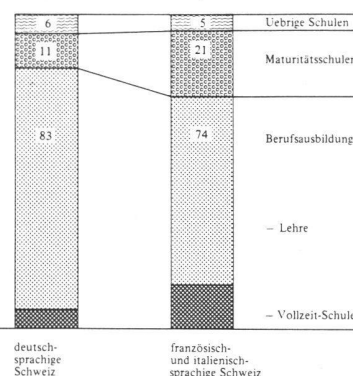 6 5 Uebrige Schulen
11 21 Maturitätsschulen
83 74 Berufsausbildung
– Lehre
– Vollzeit-Schule
deutsch- französisch-
sprachige und italienisch-
Schweiz sprachige Schweiz